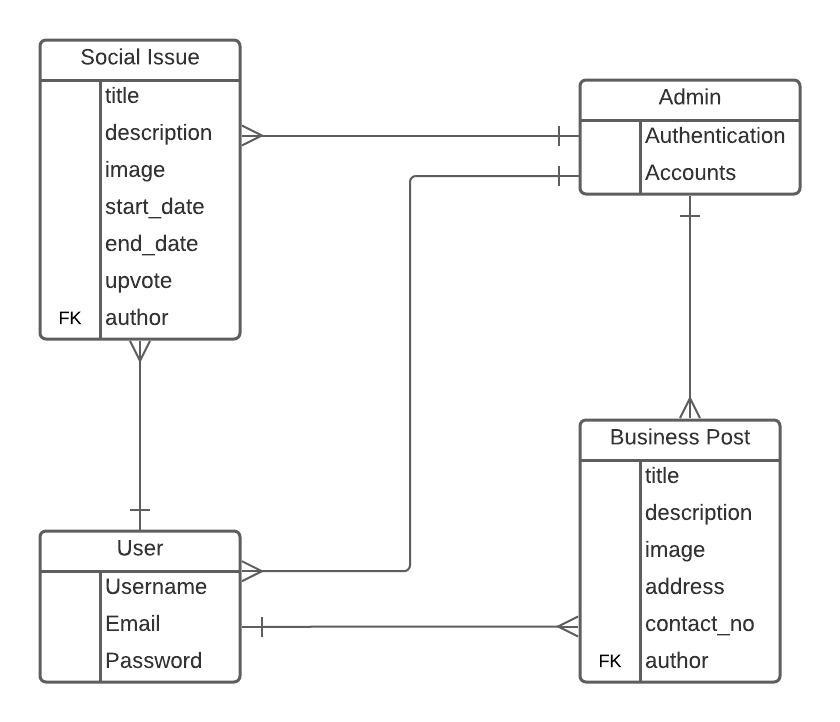 Social Issue
title
description
image
start_date
end_date
upvote
FK author
Admin
Authentication
Accounts
User
Username
Email
Password
Business Post
title
description
image
address
contact_no
FK author